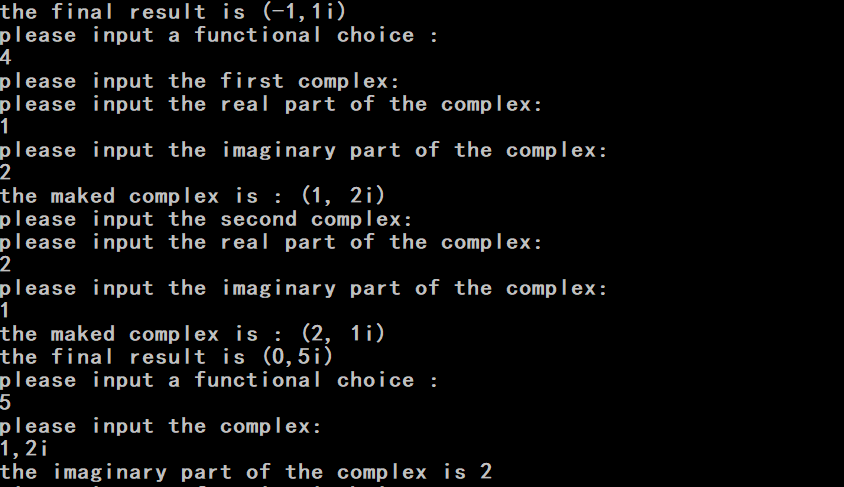 the final result is (-1,1i)
please input a functional choice :
4
please input the first complex:
please input the real part of the complex:
1
please input the imaginary part of the complex:
2
the maked complex is : (1, 2i)
please input the second complex:
please input the real part of the complex:
2
please input the imaginary part of the complex:
1
the maked complex is : (2, 1i)
the final result is (0,5i)
please input a functional choice :
5
please input the complex:
1,2i
the imaginary part of the complex is 2